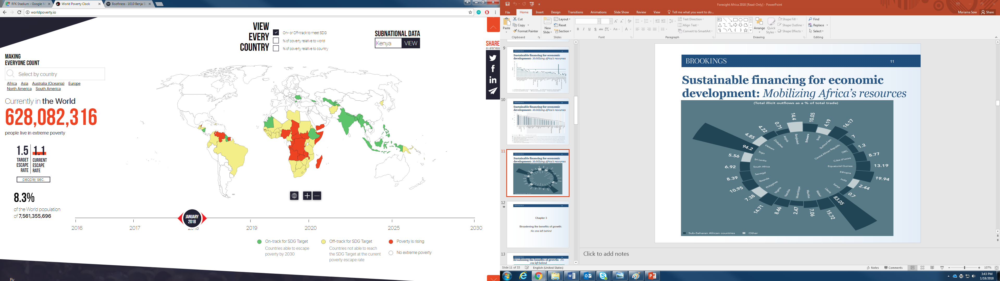 RFK Stadium - Google M
World Poverty Clock
Boofiness - 1010 Benja S
worldpoverty.io
VIEW
EVERY
COUNTRY
On- or Off-track to meet SDG
% of poverty relative to world
% of poverty relative to country
SUBNATIONAL DATA
Kenya
VIEW
SHARE
awareness
MAKING
EVERYONE COUNT
Select by country
Africa Asia Australia (Oceania) Europe
North America South America
Currently in the World
628,082,316
people live in extreme poverty
1.5
TARGET
ESCAPE
RATE
1.1
CURRENT
ESCAPE
RATE
people/ sec.
8.3%
of the World population
of 7,561,355,696
JANUARY
2018
2016 2017 2018 2019 2020 2025 2030
On-track for SDG Target
Countries able to escape
poverty by 2030
Off-track for SDG Target
Countries not able to reach
the SDG Target at the current
poverty escape rate
Poverty is rising
No extreme poverty
By
Foresight Africa 2018 [Read-Only] - PowerPoint
File Home Insert Design Transitions Animations Slide Show Review View Tell me what you want to do...
Mariama Sow Share
Paste
Cut
Copy
Format Painter
Clipboard
New
Slide
Layout
Reset
Section
Slides
Font
Text Direction
Align Text
Convert to SmartArt
Paragraph
Arrange
Quick
Styles
Shape Fill
Shape Outline
Shape Effects
Drawing
Find
Replace
Select
Editing
9
Sustainable financing for economic
development: Mobilizing Africa's resources
10
Sustainable financing for economic
development: Mobilizing Africa's resources
11
Sustainable financing for economic
development: Mobilizing Africa's resources
12
Chapter 3
Broadening the benefits of growth:
No one left behind
13
Broadening the benefits of growth: No
one left behind
BROOKINGS
11
Sustainable financing for economic
development: Mobilizing Africa's resources
(Total illicit outflows as a % of total trade)
0.71 Angola
14.4 Bangladesh
10.05 Botswana
4.19 Brazil
16.17 Burkina Faso
7 Central African Republic
1.2 DRC
8.77 Côte d'Ivoire
13.19 Equatorial Guinea
19.94 Ethiopia
2.44 India
0.7 Kenya
83.05 Liberia
15.72 Malawi
7.06 Mauritius
2.47 Mozambique
8.46 Namibia
14.71 Nigeria
7.38 Philippines
10.95 Rwanda
8.39 Senegal
6.92 South Africa
5.56 Sri Lanka
94.2 Togo
4.85 Vietnam
4.22 Zimbabwe
Sub-Saharan African countries
Other
Click to add notes
Slide 11 of 33 English (United States)
Notes Comments 107%
3:43 PM
1/18/2018